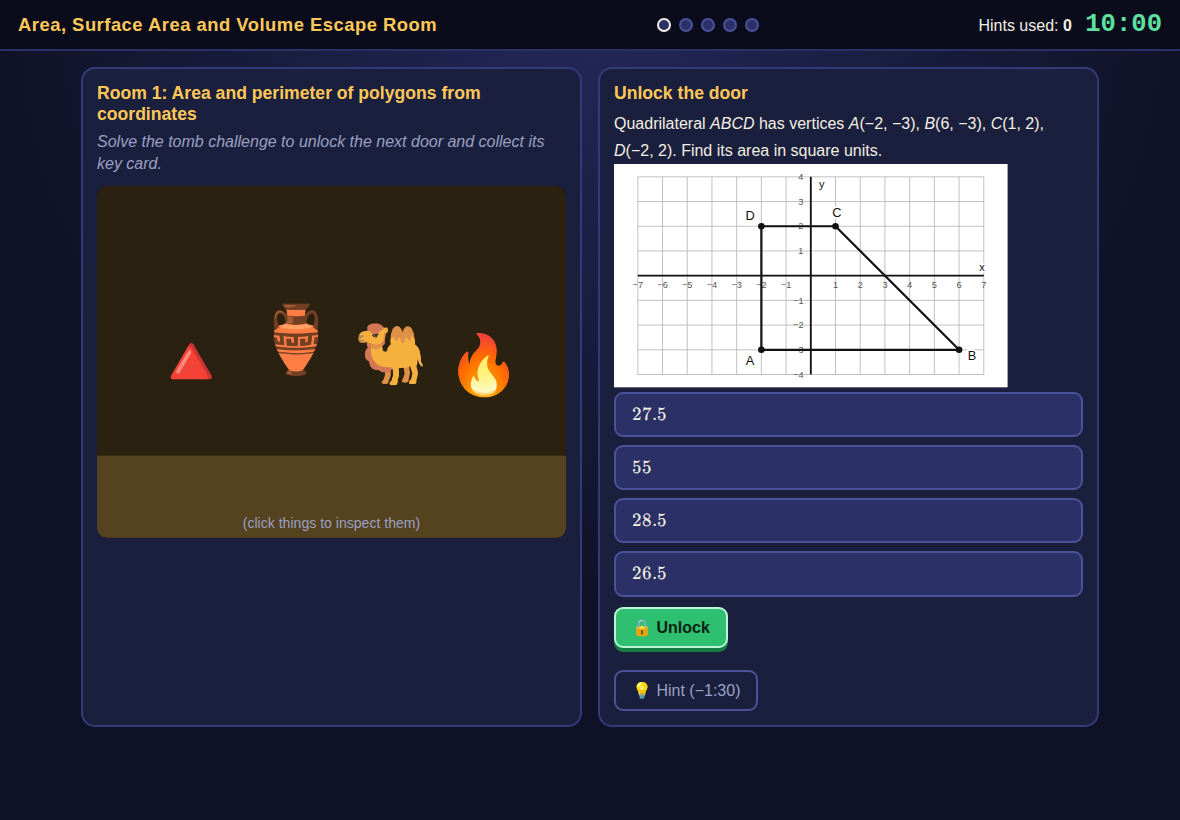 Area, Surface Area and Volume Escape Room
Hints used: 0 10:00
Room 1: Area and perimeter of polygons from
coordinates
Solve the tomb challenge to unlock the next door and collect its
key card.
(click things to inspect them)
Unlock the door
Quadrilateral ABCD has vertices A(−2, −3), B(6, −3), C(1, 2),
D(−2, 2). Find its area in square units.
4
y
3
D
C
2
1
x
−7 −6 −5 −4 −3 −2 −1 1 2 3 4 5 6 7
−1
−2
−3
A
B
−4
27.5
55
28.5
26.5
🔒 Unlock
💡 Hint (−1:30)